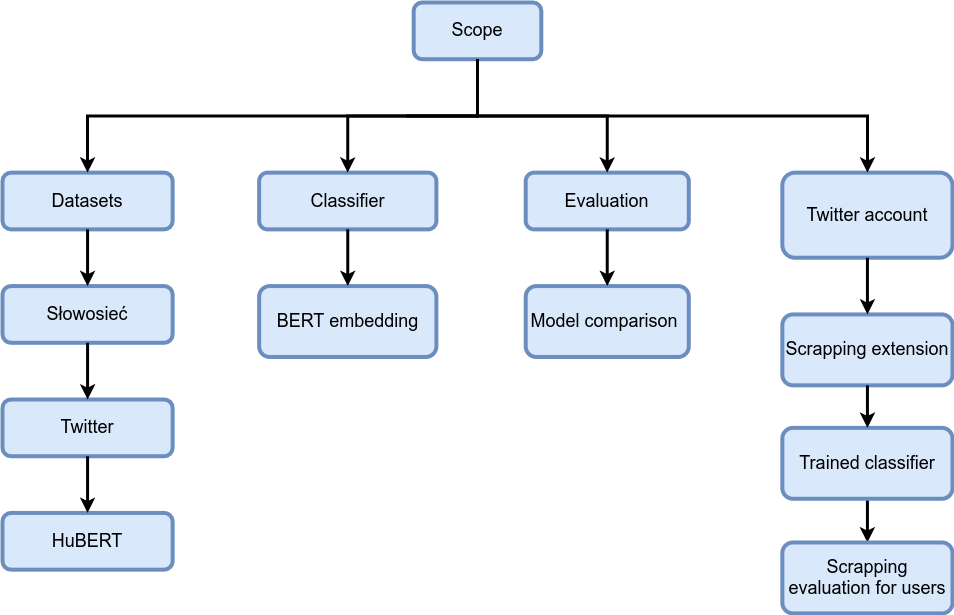 Scope
Datasets
Classifier
Evaluation
Twitter account
Słowosieć
BERT embedding
Model comparison
Scrapping extension
Twitter
Trained classifier
HuBERT
Scrapping
evaluation for users